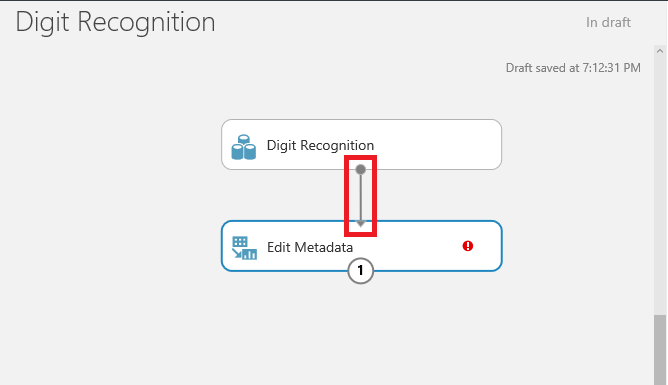 Digit Recognition
In draft
Draft saved at 7:12:31 PM
Digit Recognition
Edit Metadata
1